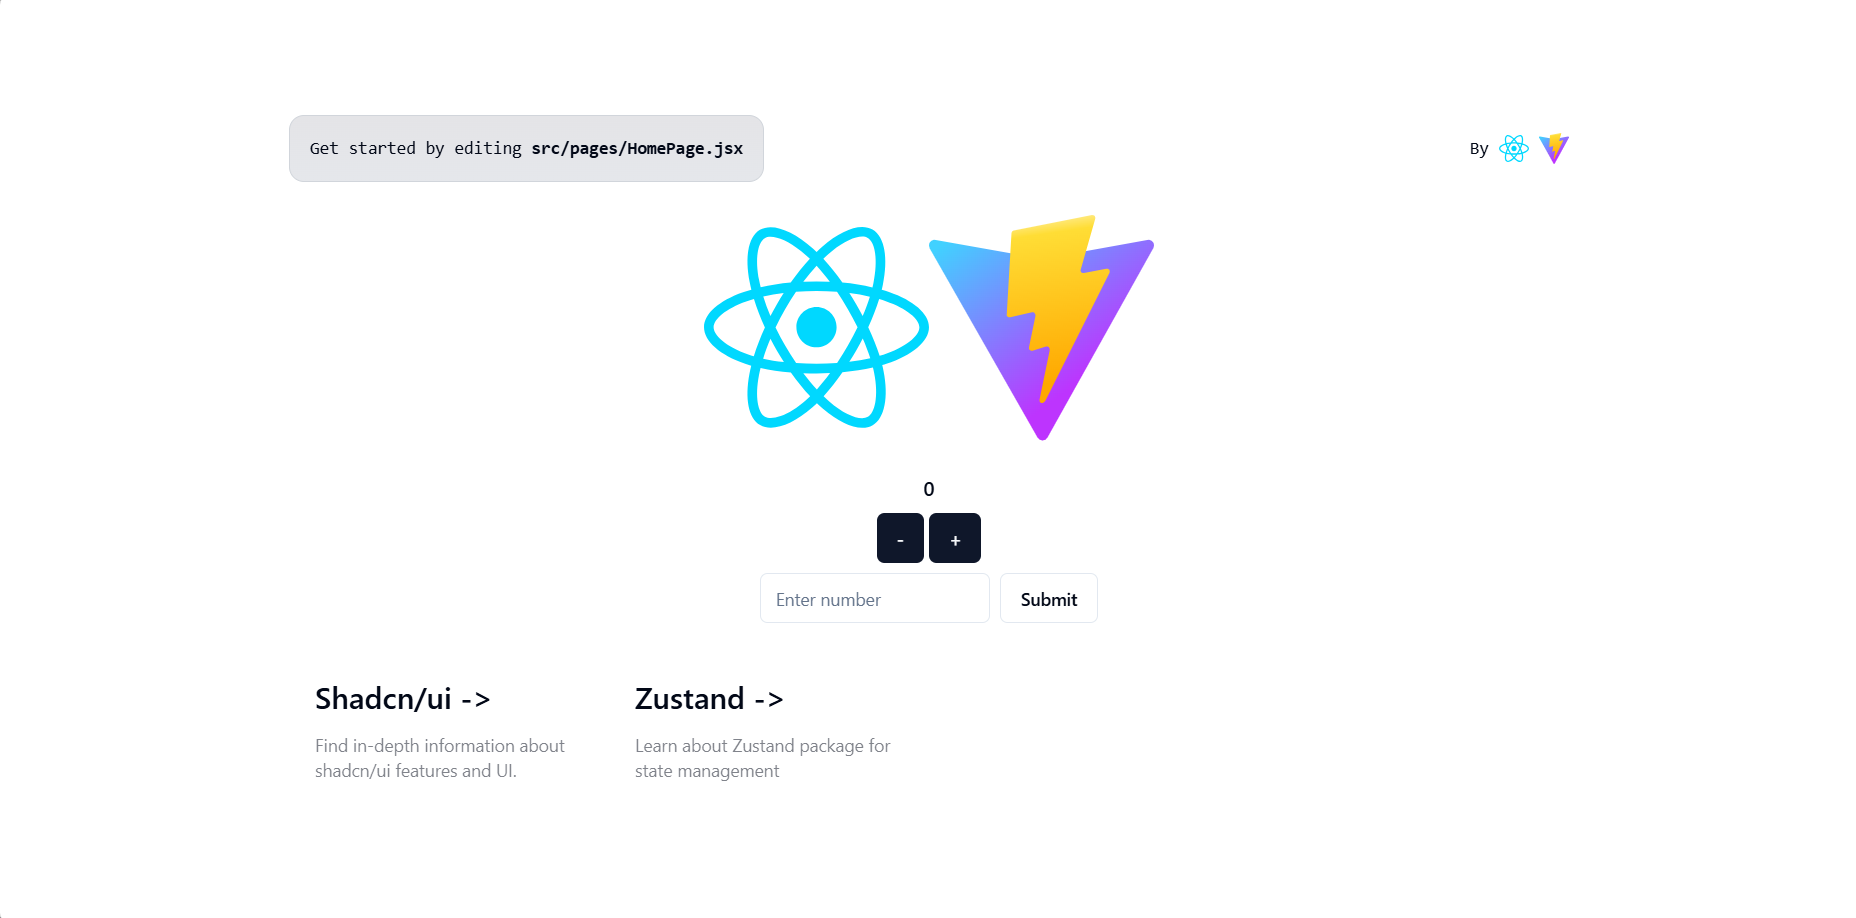 Get started by editing src/pages/HomePage.jsx
By
0
- +
Enter number
Submit
Shadcn/ui ->
Find in-depth information about
shadcn/ui features and UI.
Zustand ->
Learn about Zustand package for
state management